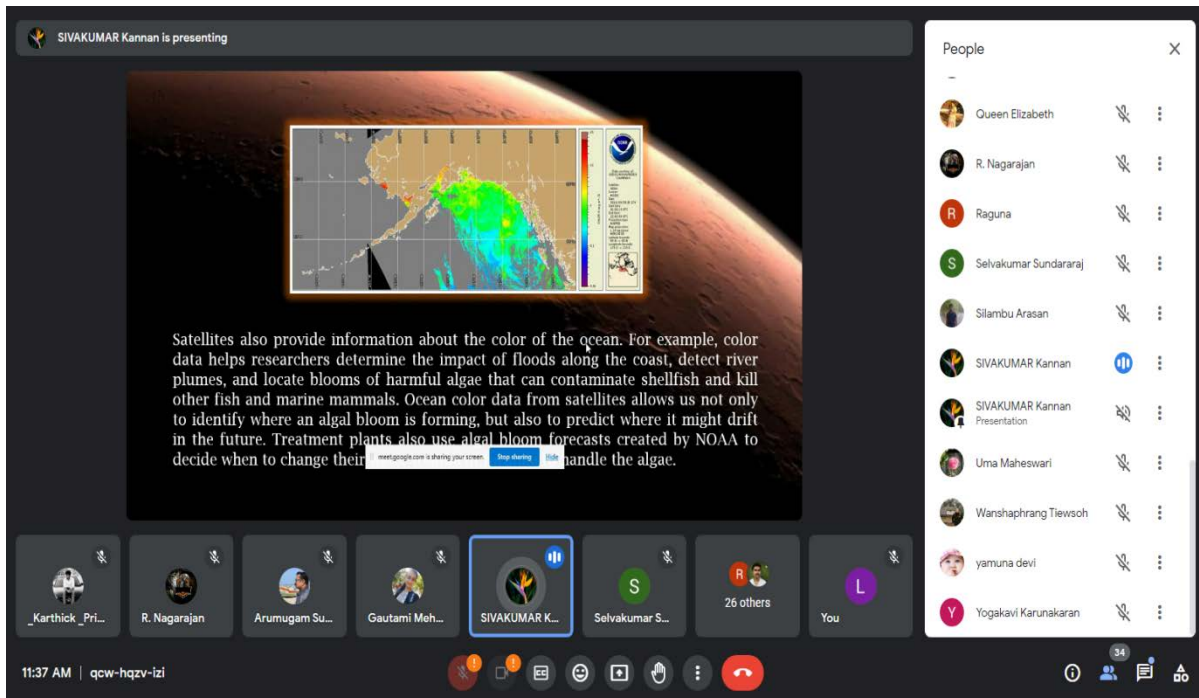 SIVAKUMAR Kannan is presenting
NOAA
Satellites also provide information about the color of the ocean. For example, color
data helps researchers determine the impact of floods along the coast, detect river
plumes, and locate blooms of harmful algae that can contaminate shellfish and kill
other fish and marine mammals. Ocean color data from satellites allows us not only
to identify where an algal bloom is forming, but also to predict where it might drift
in the future. Treatment plants also use algal bloom forecasts created by NOAA to
decide when to change their
handle the algae.
meet.google.com is sharing your screen.
Stop sharing
Hide
_Karthick _Pri...
R. Nagarajan
Arumugam Su...
Gautami Meh...
SIVAKUMAR K...
S
Selvakumar S...
R
26 others
L
You
11:37 AM | qcw-hqzv-izi
CC
34
People
Queen Elizabeth
R. Nagarajan
R
Raguna
S
Selvakumar Sundararaj
Silambu Arasan
SIVAKUMAR Kannan
SIVAKUMAR Kannan
Presentation
Uma Maheswari
Wanshaphrang Tiewsoh
yamuna devi
Y
Yogakavi Karunakaran